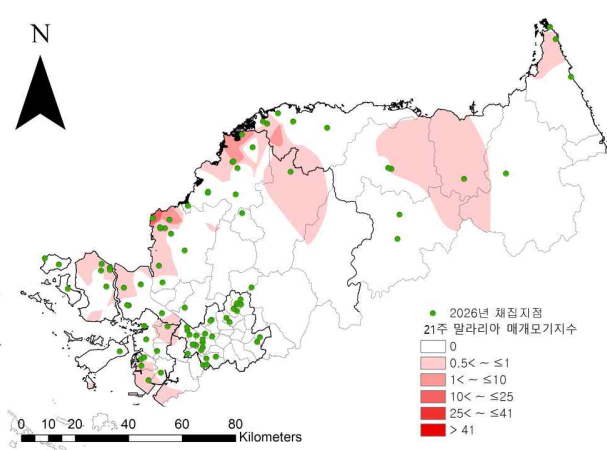 N
2026년 채집지점
21주 말라리아 매개모기지수
0
0.5< ~ ≤1
1< ~ ≤10
10< ~ ≤25
25< ~ ≤41
> 41
0 10 20 40 60 80
Kilometers